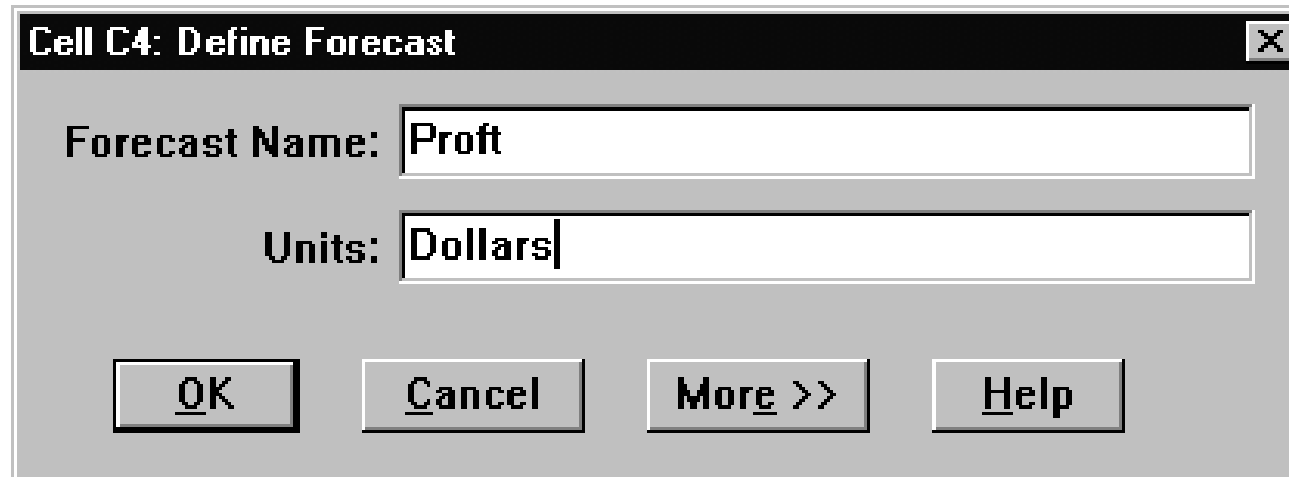 Cell C4: Define Forecast
Forecast Name: Proft
Units: Dollars
OK Cancel More >> Help